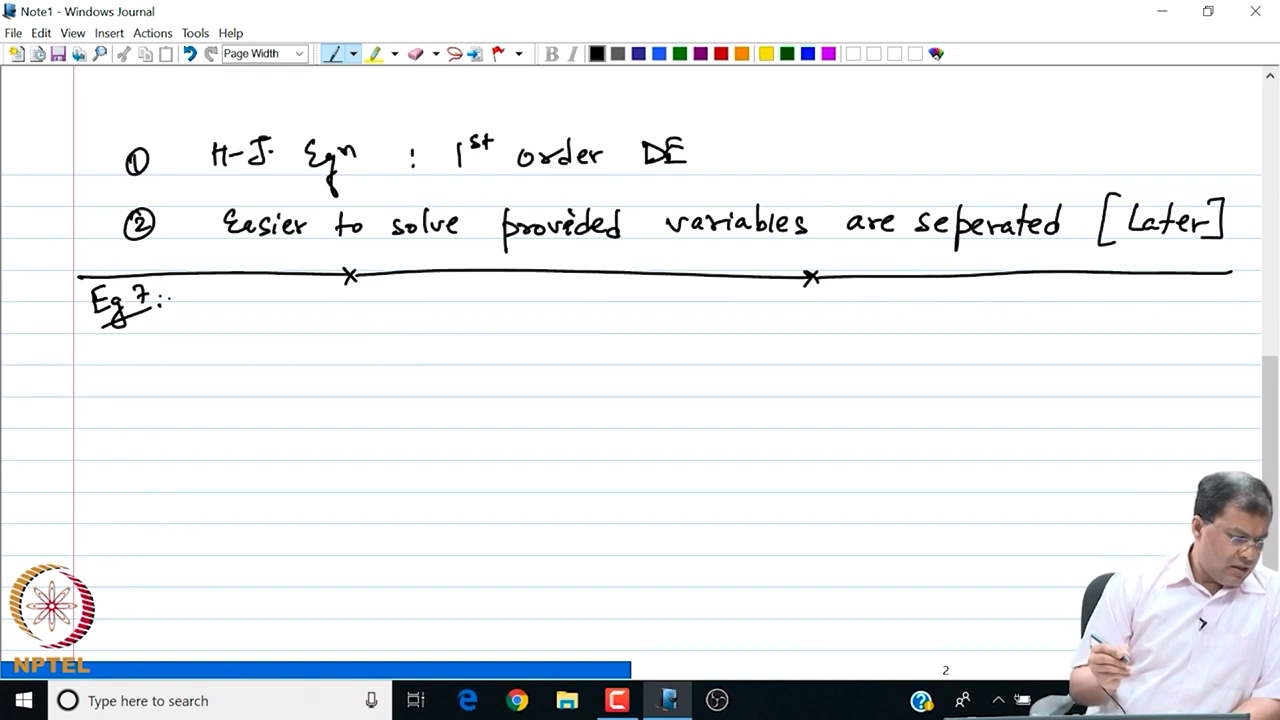 Note1 - Windows Journal
File Edit View Insert Actions Tools Help
Page Width
B I
① H-J. Eqn : 1st order DE
② Easier to solve provided variables are seperated [Later]
Eg 7 :-
NPTEL
2
Type here to search